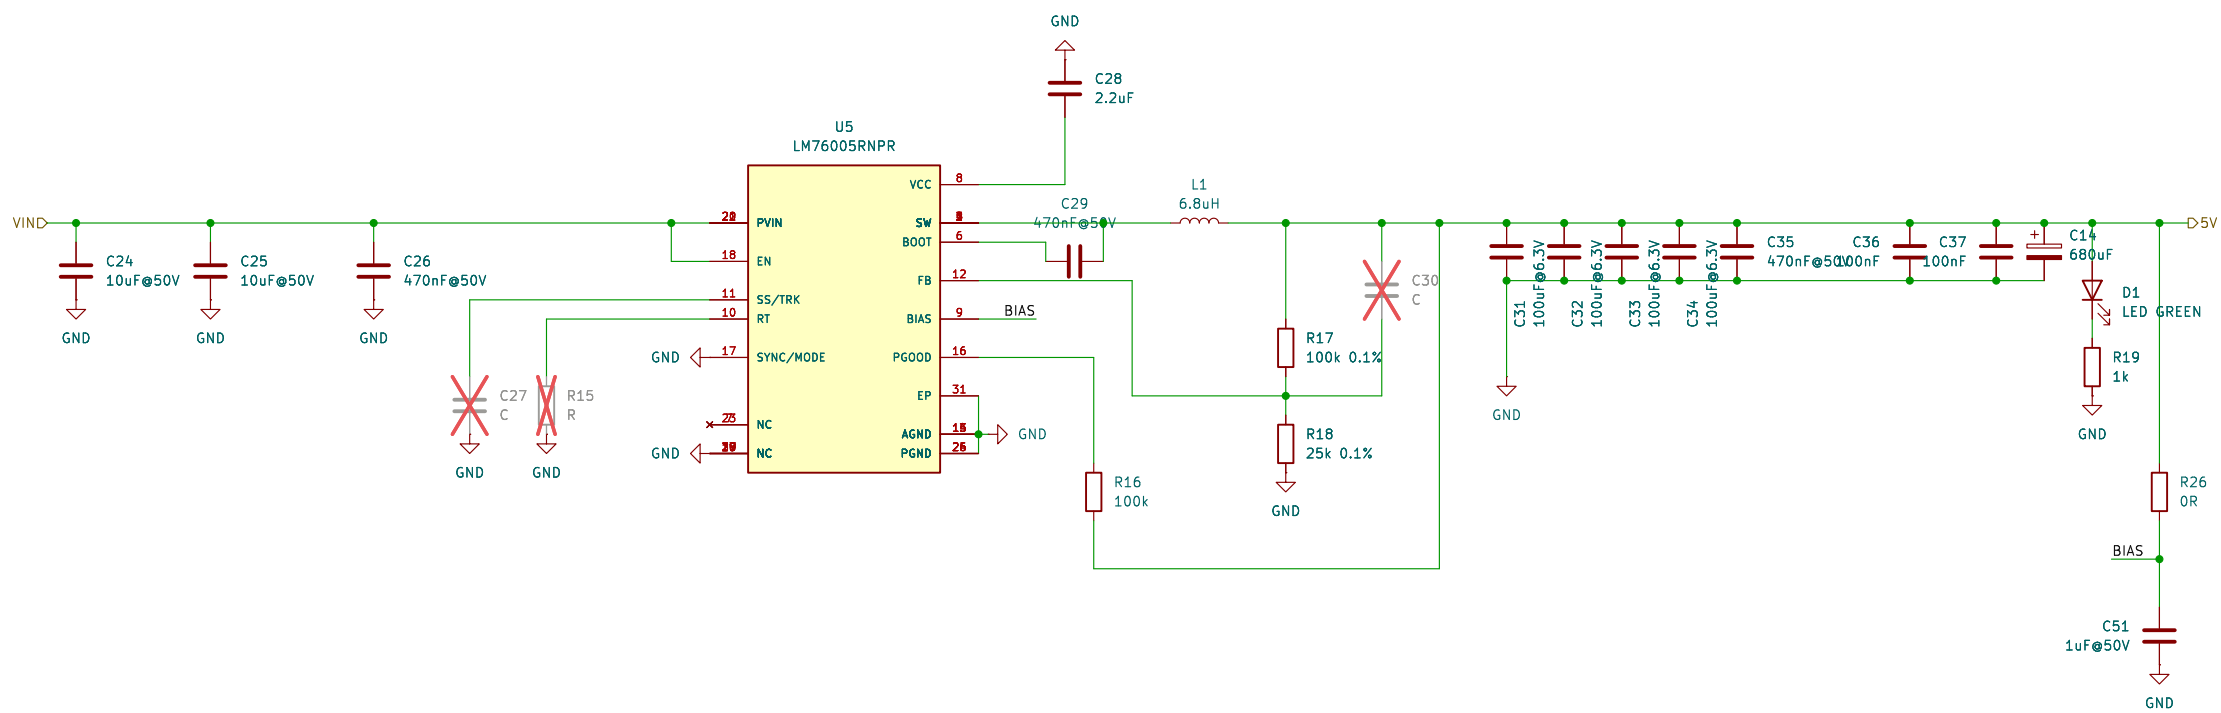 GND
C28
2.2uF
U5
LM76005RNPR
VCC
8
VIN
PVIN
SW
BOOT
6
18
EN
FB
12
11
SS/TRK
10
RT
BIAS
9
BIAS
GND
17
SYNC/MODE
PGOOD
16
EP
31
NC
AGND
GND
GND
NC
PGND
C24
10uF@50V
GND
C25
10uF@50V
GND
C26
470nF@50V
GND
C27
C
GND
R15
R
GND
C29
470nF@50V
L1
6.8uH
R16
100k
R17
100k 0.1%
R18
25k 0.1%
GND
C30
C
C31
100uF@6.3V
C32
100uF@6.3V
C33
100uF@6.3V
C34
100uF@6.3V
GND
C35
470nF@50V
C36
100nF
C37
100nF
C14
680uF
5V
D1
LED GREEN
R19
1k
GND
R26
0R
BIAS
C51
1uF@50V
GND